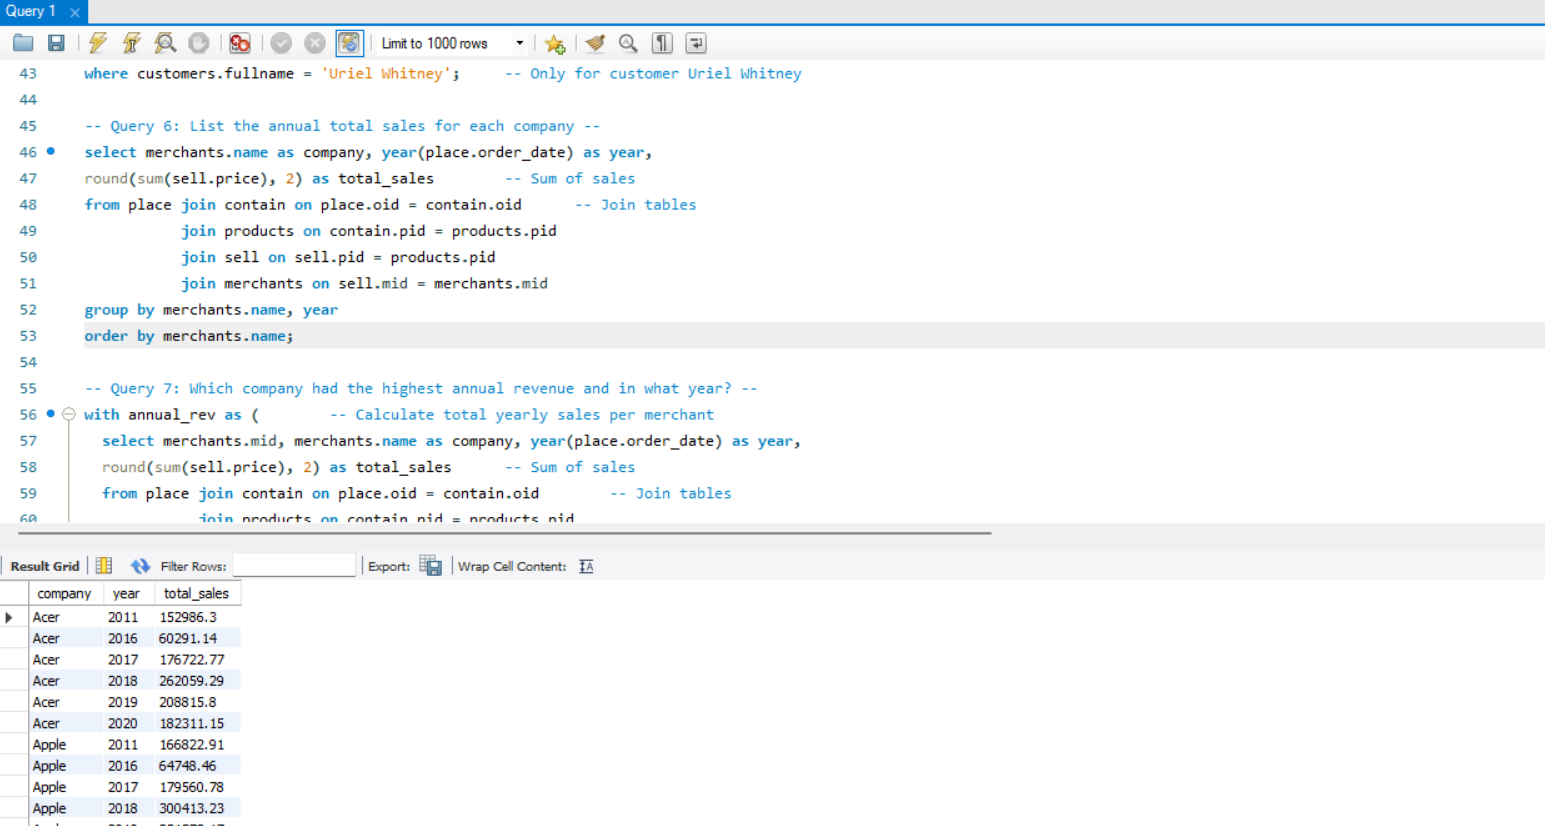 Query 1 ×
Limit to 1000 rows
43 where customers.fullname = 'Uriel Whitney'; -- Only for customer Uriel Whitney
44
45 -- Query 6: List the annual total sales for each company --
46 select merchants.name as company, year(place.order_date) as year,
47 round(sum(sell.price), 2) as total_sales -- Sum of sales
48 from place join contain on place.oid = contain.oid -- Join tables
49 join products on contain.pid = products.pid
50 join sell on sell.pid = products.pid
51 join merchants on sell.mid = merchants.mid
52 group by merchants.name, year
53 order by merchants.name;
54
55 -- Query 7: Which company had the highest annual revenue and in what year? --
56 with annual_rev as ( -- Calculate total yearly sales per merchant
57 select merchants.mid, merchants.name as company, year(place.order_date) as year,
58 round(sum(sell.price), 2) as total_sales -- Sum of sales
59 from place join contain on place.oid = contain.oid -- Join tables
60 join products on contain.pid = products.pid
Result Grid Filter Rows: Export: Wrap Cell Content:
company year total_sales
Acer 2011 152986.3
Acer 2016 60291.14
Acer 2017 176722.77
Acer 2018 262059.29
Acer 2019 208815.8
Acer 2020 182311.15
Apple 2011 166822.91
Apple 2016 64748.46
Apple 2017 179560.78
Apple 2018 300413.23